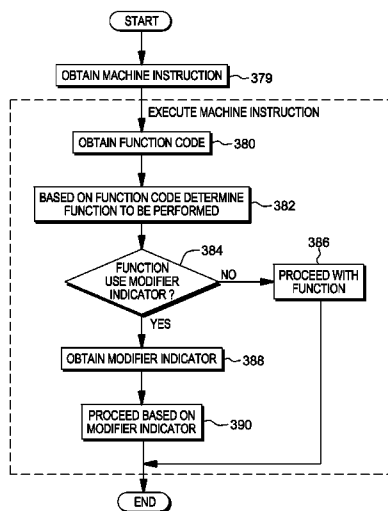 START
OBTAIN MACHINE INSTRUCTION
379
EXECUTE MACHINE INSTRUCTION
OBTAIN FUNCTION CODE
380
BASED ON FUNCTION CODE DETERMINE
FUNCTION TO BE PERFORMED
382
384
FUNCTION
USE MODIFIER
INDICATOR ?
NO
386
PROCEED WITH
FUNCTION
YES
OBTAIN MODIFIER INDICATOR
388
PROCEED BASED ON
MODIFIER INDICATOR
390
END